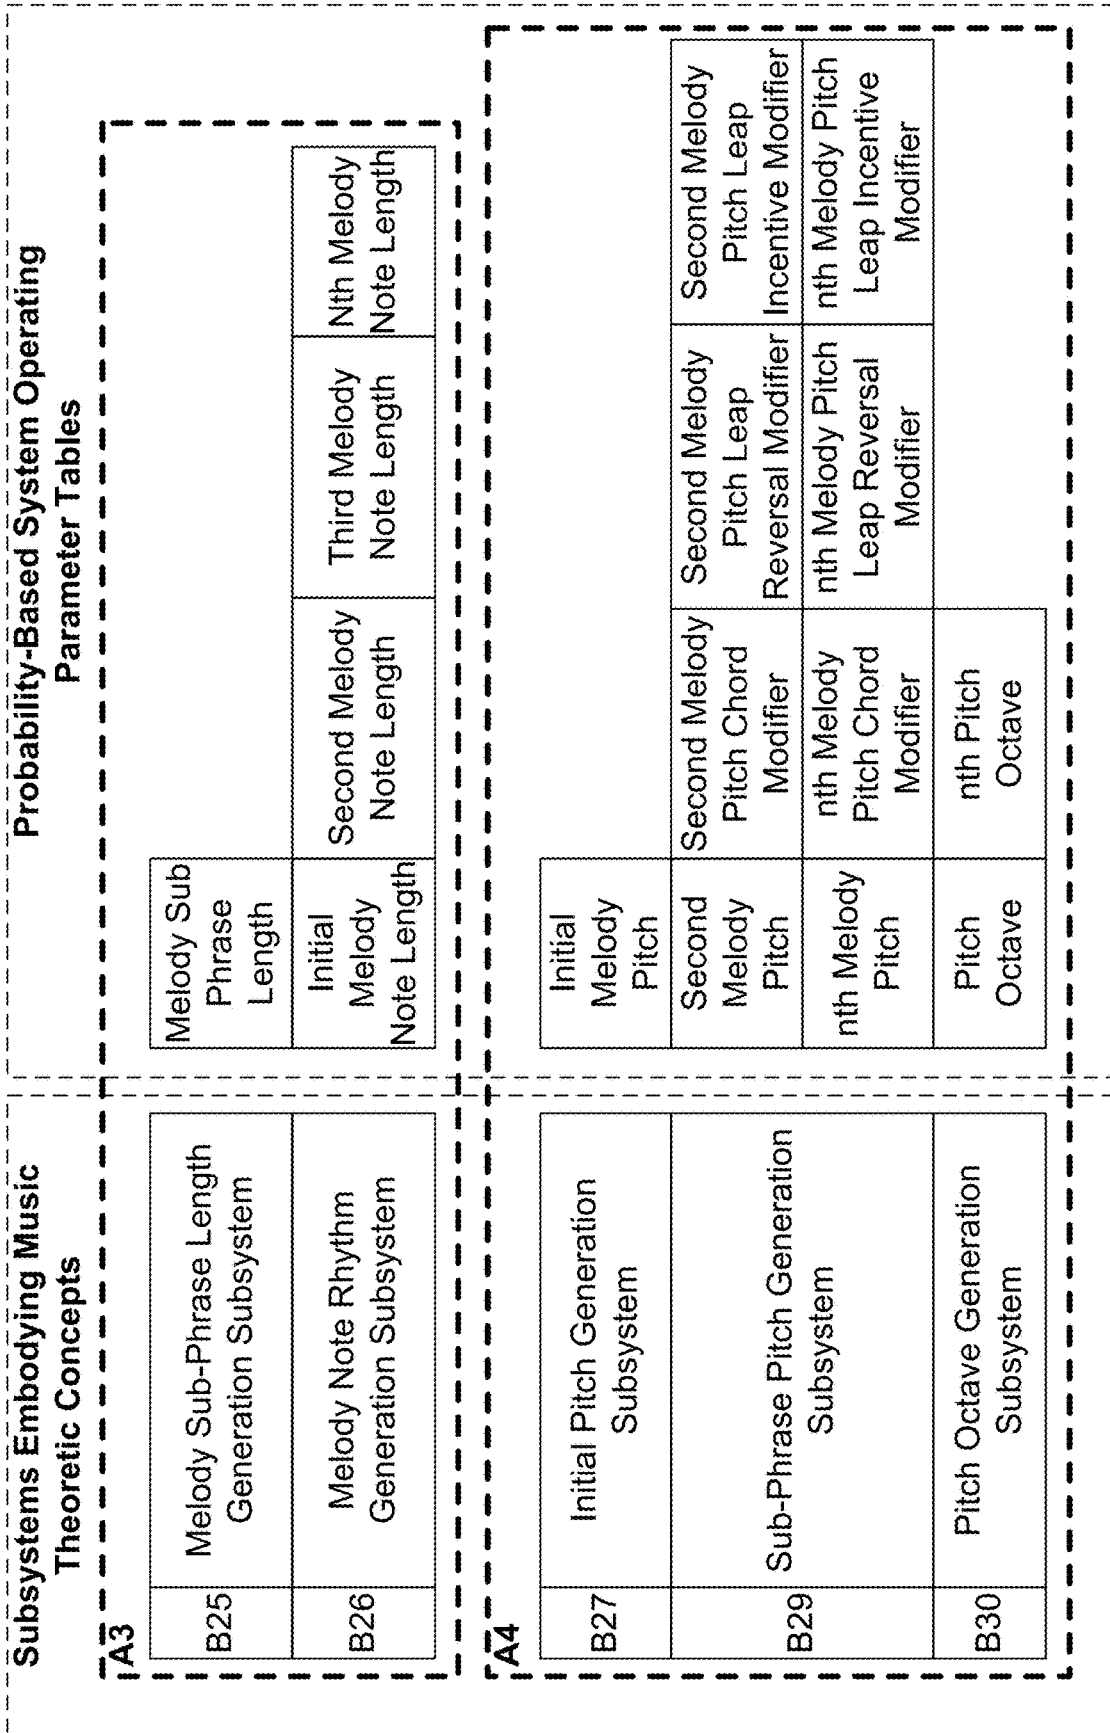 Subsystems Embodying Music
Theoretic Concepts
Probability-Based System Operating
Parameter Tables
A3
B25
Melody Sub-Phrase Length
Generation Subsystem
Melody Sub
Phrase
Length
B26
Melody Note Rhythm
Generation Subsystem
Initial
Melody
Note Length
Second Melody
Note Length
Third Melody
Note Length
Nth Melody
Note Length
A4
B27
Initial Pitch Generation
Subsystem
Initial
Melody
Pitch
B29
Sub-Phrase Pitch Generation
Subsystem
Second
Melody
Pitch
Second Melody
Pitch Chord
Modifier
Second Melody
Pitch Leap
Reversal Modifier
Second Melody
Pitch Leap
Incentive Modifier
nth Melody
Pitch
nth Melody
Pitch Chord
Modifier
nth Melody Pitch
Leap Reversal
Modifier
nth Melody Pitch
Leap Incentive
Modifier
B30
Pitch Octave Generation
Subsystem
Pitch
Octave
nth Pitch
Octave